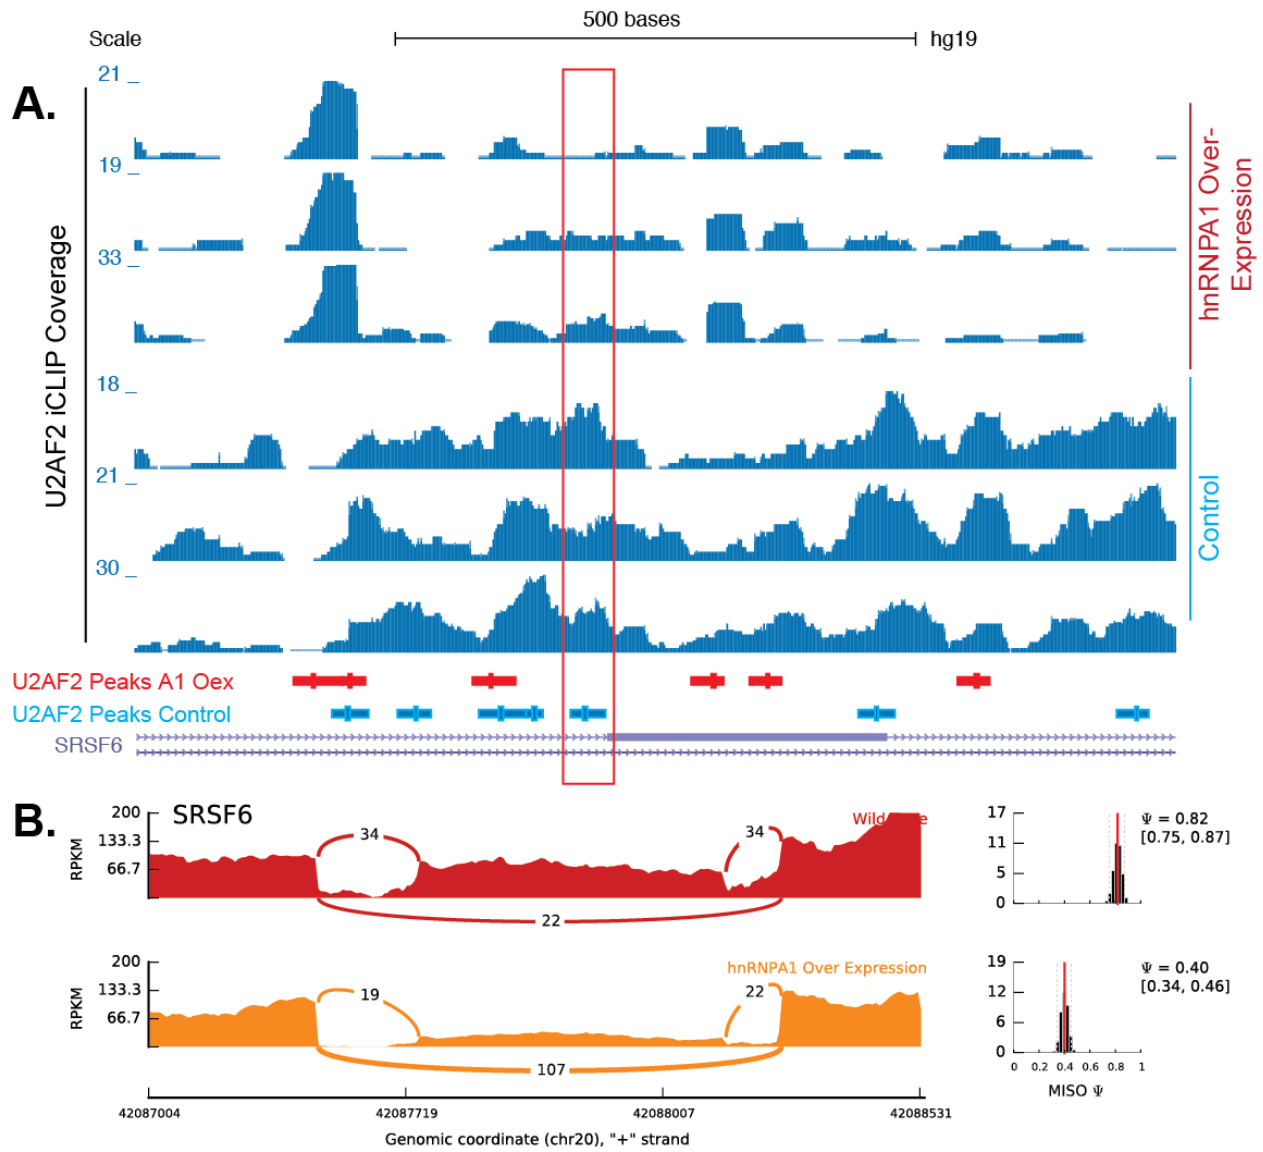 500 bases
Scale
hg19
A.
21
19
33
18
21
30
U2AF2 iCLIP Coverage
hnRNPA1 Over-
Expression
Control
U2AF2 Peaks A1 Oex
U2AF2 Peaks Control
SRSF6
B.
SRSF6
200
133.3
66.7
RPKM
34
34
22
17
11
5
0
Ψ = 0.82
[0.75, 0.87]
hnRNPA1 Over Expression
200
133.3
66.7
RPKM
19
22
107
19
12
6
0
Ψ = 0.40
[0.34, 0.46]
0 0.2 0.4 0.6 0.8 1
MISO Ψ
42087004 42087719 42088007 42088531
Genomic coordinate (chr20), "+" strand